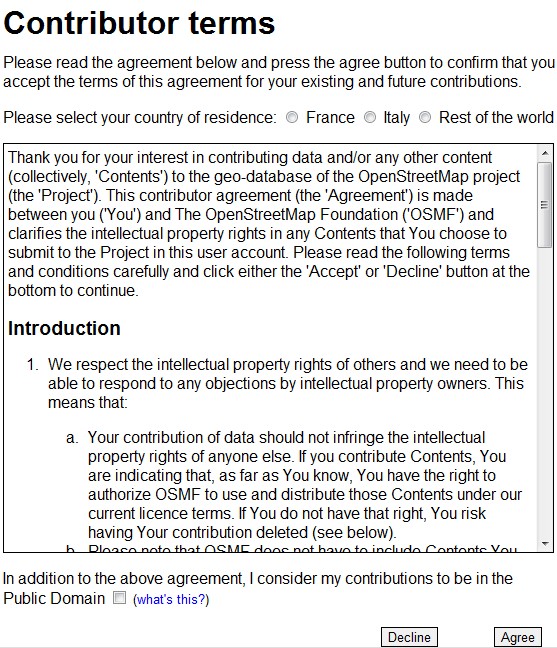 Contributor terms
Please read the agreement below and press the agree button to confirm that you
accept the terms of this agreement for your existing and future contributions.
Please select your country of residence: France Italy Rest of the world
Thank you for your interest in contributing data and/or any other content
(collectively, 'Contents') to the geo-database of the OpenStreetMap project
(the 'Project'). This contributor agreement (the 'Agreement') is made
between you ('You') and The OpenStreetMap Foundation ('OSMF') and
clarifies the intellectual property rights in any Contents that You choose to
submit to the Project in this user account. Please read the following terms
and conditions carefully and click either the 'Accept' or 'Decline' button at the
bottom to continue.
Introduction
1. We respect the intellectual property rights of others and we need to be
able to respond to any objections by intellectual property owners. This
means that:
a. Your contribution of data should not infringe the intellectual
property rights of anyone else. If you contribute Contents, You
are indicating that, as far as You know, You have the right to
authorize OSMF to use and distribute those Contents under our
current licence terms. If You do not have that right, You risk
having Your contribution deleted (see below).
b. Please note that OSMF does not have to include Contents You
In addition to the above agreement, I consider my contributions to be in the
Public Domain (what's this?)
Decline Agree